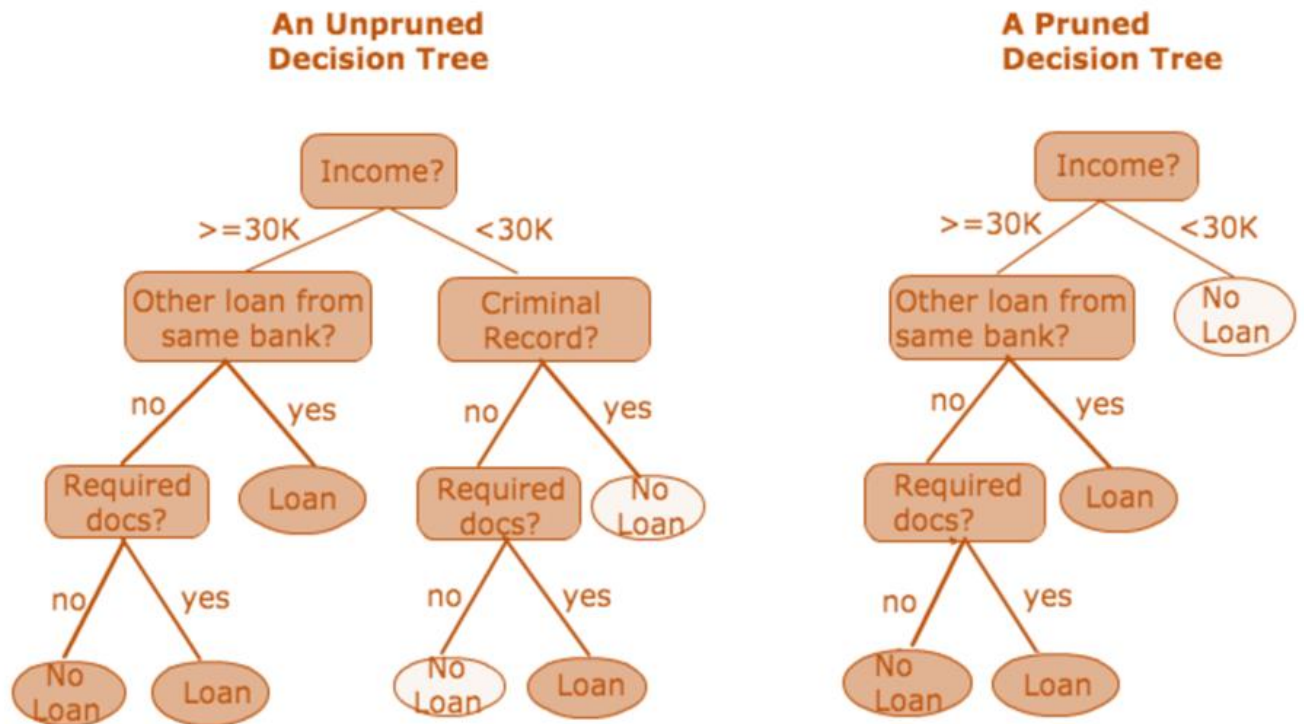 An Unpruned
Decision Tree
Income?
>=30K
<30K
Other loan from
same bank?
Criminal
Record?
no
yes
no
yes
Required
docs?
Loan
Required
docs?
No
Loan
no
yes
no
yes
No
Loan
Loan
No
Loan
Loan
A Pruned
Decision Tree
Income?
>=30K
<30K
Other loan from
same bank?
No
Loan
no
yes
Required
docs?
Loan
no
yes
No
Loan
Loan